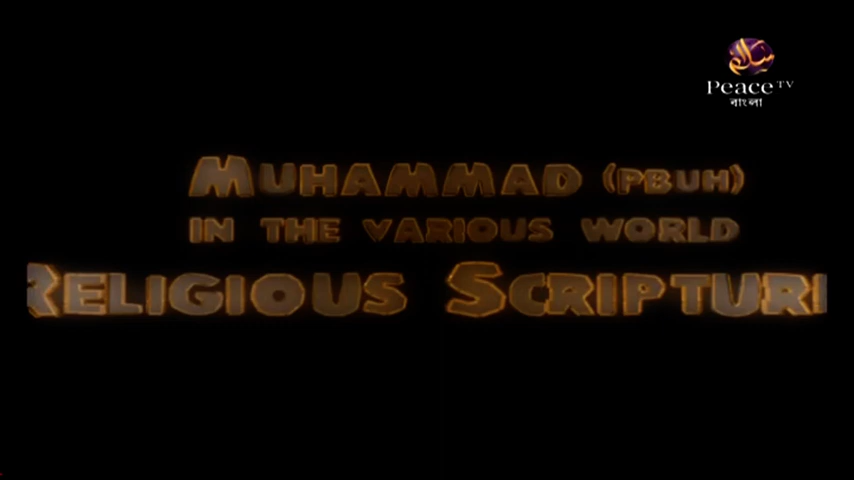 Peace TV
বাংলা
MUHAMMAD (PBUH)
IN THE VARIOUS WORLD
RELIGIOUS SCRIPTUR